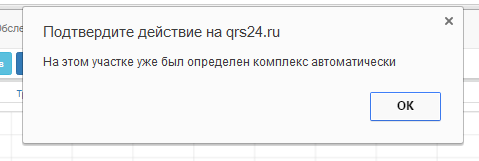 Подтвердите действие на qrs24.ru
На этом участке уже был определен комплекс автоматически
OK